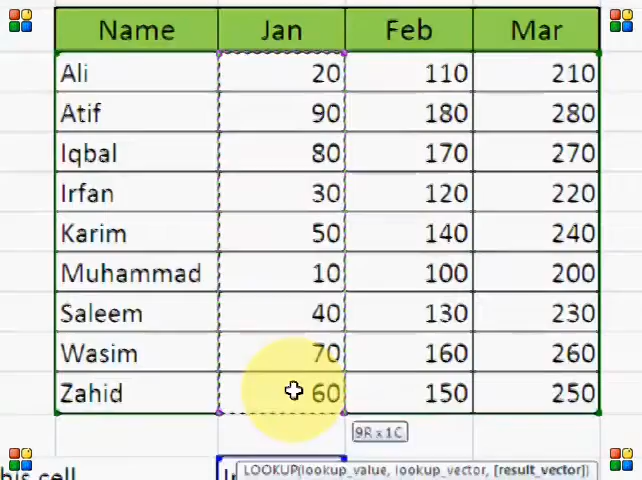 Name Jan Feb Mar
Ali 20 110 210
Atif 90 180 280
Iqbal 80 170 270
Irfan 30 120 220
Karim 50 140 240
Muhammad 10 100 200
Saleem 40 130 230
Wasim 70 160 260
Zahid 60 150 250
9R x 1C
LOOKUP(lookup_value, lookup_vector, [result_vector])
his cell